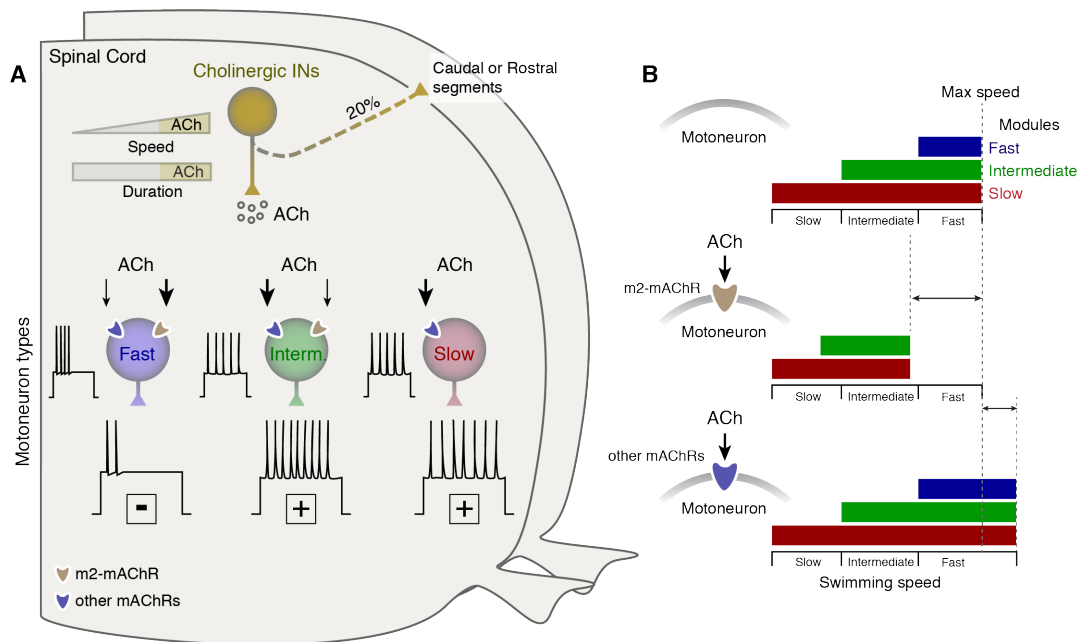 A
Spinal Cord
Cholinergic INs
Caudal or Rostral
segments
20%
ACh
Speed
ACh
Duration
ACh
ACh
ACh
ACh
Motoneuron types
Fast
Interm.
Slow
-
+
+
m2-mAChR
other mAChRs
B
Max speed
Motoneuron
Modules
Fast
Intermediate
Slow
Slow
Intermediate
Fast
ACh
m2-mAChR
Motoneuron
Slow
Intermediate
Fast
ACh
other mAChRs
Motoneuron
Slow
Intermediate
Fast
Swimming speed